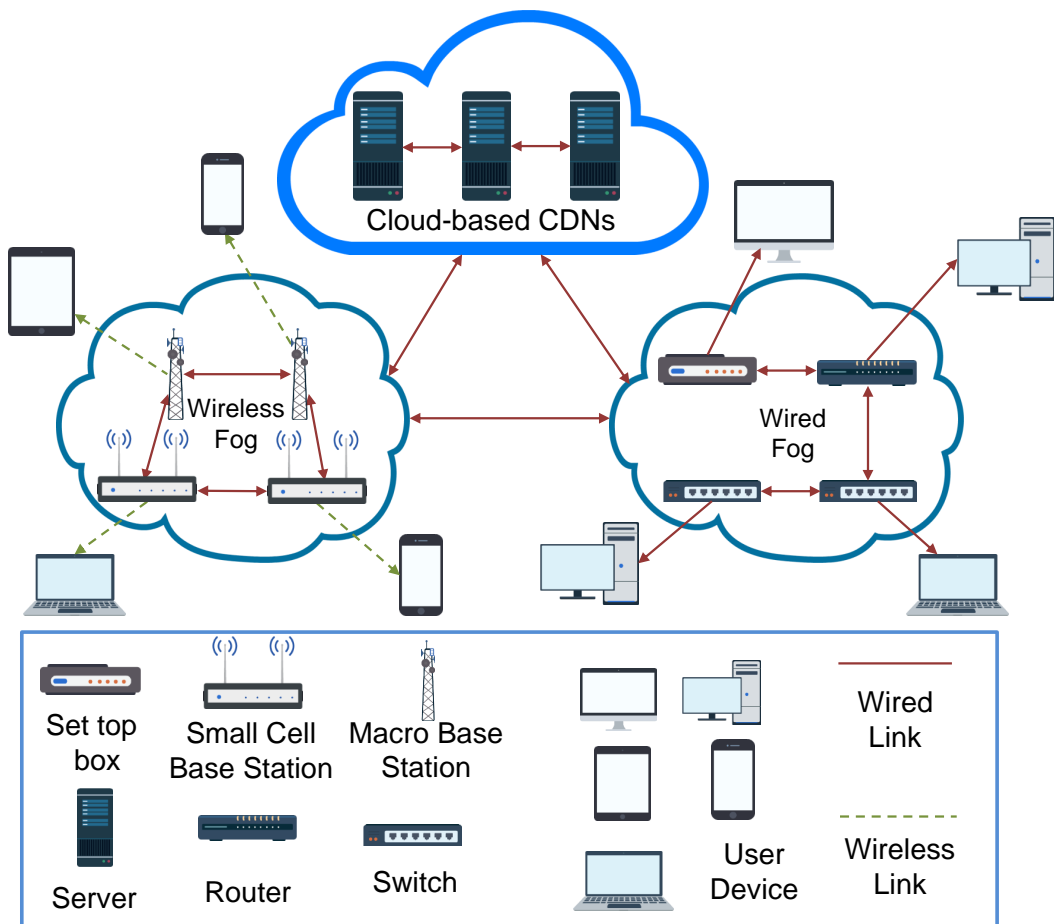 Cloud-based CDNs
Wireless
Fog
Wired
Fog
Set top
box
Small Cell
Base Station
Macro Base
Station
Wired
Link
Server
Router
Switch
User
Device
Wireless
Link